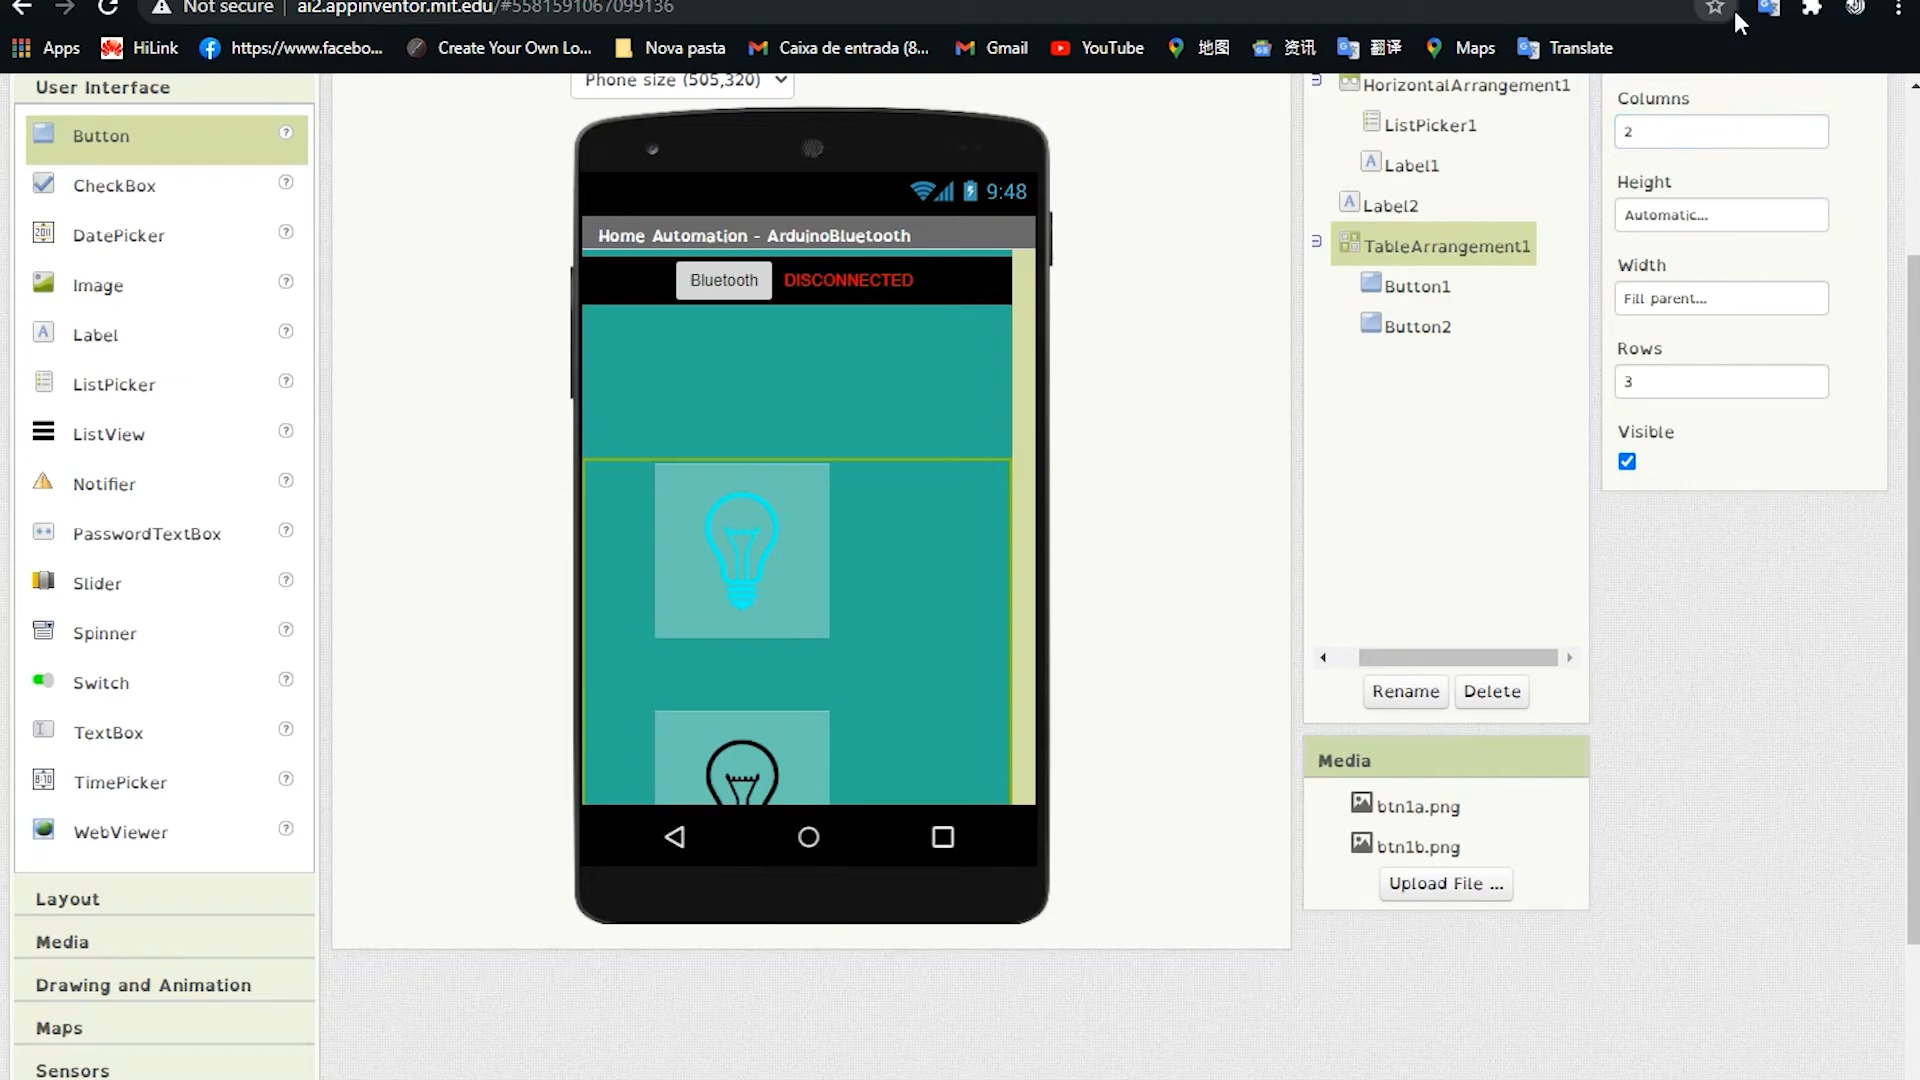 Not secure
ai2.appinventor.mit.edu/#5581591067099136
Apps
HiLink
https://www.facebo...
Create Your Own Lo...
Nova pasta
Caixa de entrada (8...
Gmail
YouTube
地图
资讯
翻译
Maps
Translate
User Interface
Button
CheckBox
DatePicker
Image
Label
ListPicker
ListView
Notifier
PasswordTextBox
Slider
Spinner
Switch
TextBox
TimePicker
WebViewer
Layout
Media
Drawing and Animation
Maps
Sensors
Phone size (505,320)
9:48
Home Automation - ArduinoBluetooth
Bluetooth
DISCONNECTED
HorizontalArrangement1
ListPicker1
Label1
Label2
TableArrangement1
Button1
Button2
Rename
Delete
Media
btn1a.png
btn1b.png
Upload File ...
Columns
2
Height
Automatic...
Width
Fill parent...
Rows
3
Visible